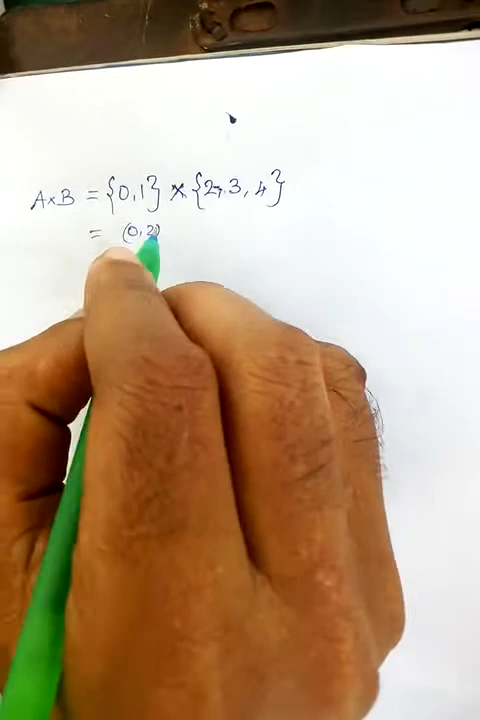 A×B = {0,1} × {2,3,4}
= (0,2)